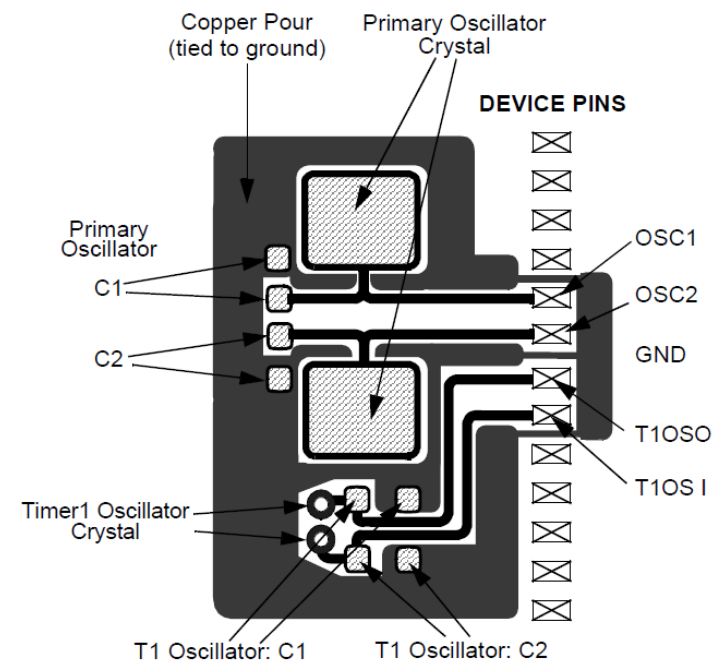 Copper Pour
(tied to ground)
Primary Oscillator
Crystal
DEVICE PINS
Primary
Oscillator
C1
C2
OSC1
OSC2
GND
T1OSO
T1OS I
Timer1 Oscillator
Crystal
T1 Oscillator: C1
T1 Oscillator: C2